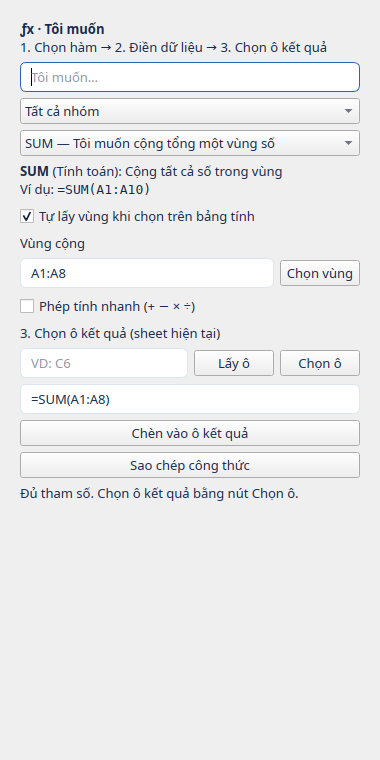 ƒx · Tôi muốn
1. Chọn hàm → 2. Điền dữ liệu → 3. Chọn ô kết quả
Tôi muốn...
Tất cả nhóm
SUM — Tôi muốn cộng tổng một vùng số
SUM (Tính toán): Cộng tất cả số trong vùng
Ví dụ: =SUM(A1:A10)
Tự lấy vùng khi chọn trên bảng tính
Vùng cộng
A1:A8 Chọn vùng
Phép tính nhanh (+ − × ÷)
3. Chọn ô kết quả (sheet hiện tại)
VD: C6 Lấy ô Chọn ô
=SUM(A1:A8)
Chèn vào ô kết quả
Sao chép công thức
Đủ tham số. Chọn ô kết quả bằng nút Chọn ô.